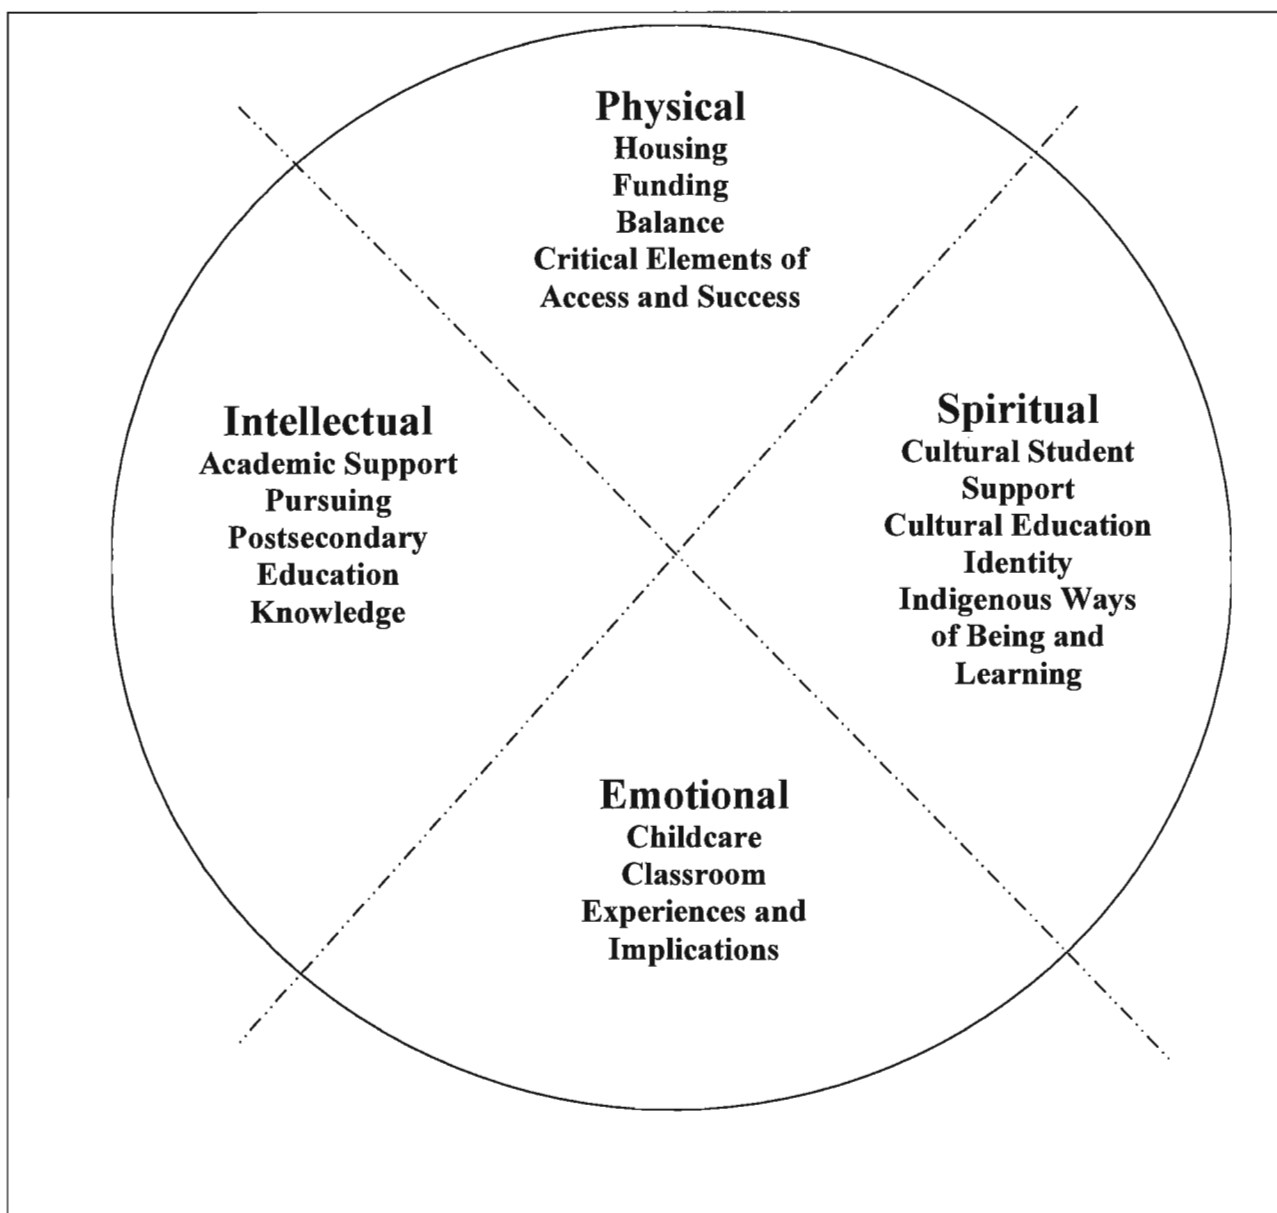 Physical
Housing
Funding
Balance
Critical Elements of
Access and Success
Intellectual
Academic Support
Pursuing
Postsecondary
Education
Knowledge
Spiritual
Cultural Student
Support
Cultural Education
Identity
Indigenous Ways
of Being and
Learning
Emotional
Childcare
Classroom
Experiences and
Implications